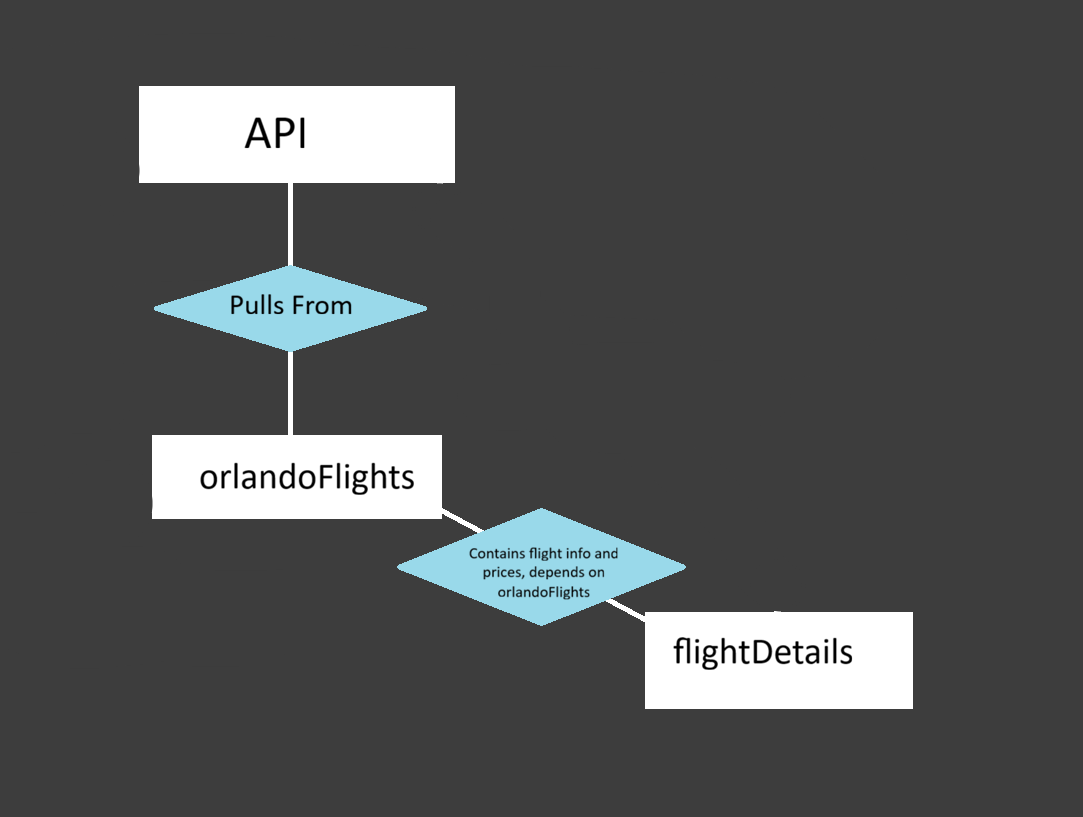 API
Pulls From
orlandoFlights
Contains flight info and
prices, depends on
orlandoFlights
flightDetails